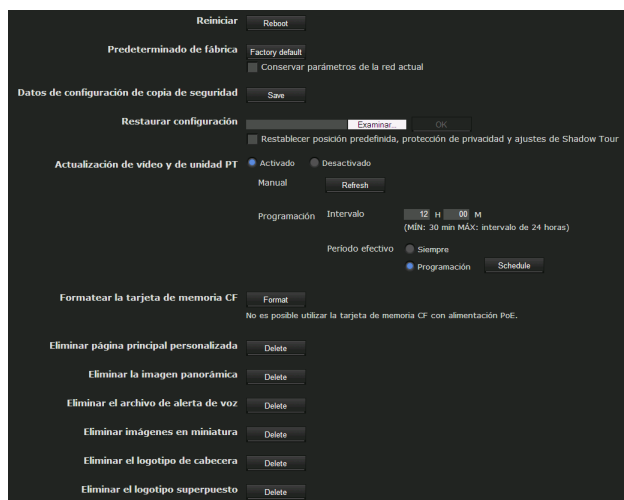 Reiniciar Reboot
Predeterminado de fábrica Factory default
Conservar parámetros de la red actual
Datos de configuración de copia de seguridad Save
Restaurar configuración Examinar... OK
Restablecer posición predefinida, protección de privacidad y ajustes de Shadow Tour
Actualización de vídeo y de unidad PT Activado Desactivado
Manual Refresh
Programación Intervalo 12 H 00 M
(MÍN: 30 min MÁX: intervalo de 24 horas)
Período efectivo Siempre
Programación Schedule
Formatear la tarjeta de memoria CF Format
No es posible utilizar la tarjeta de memoria CF con alimentación PoE.
Eliminar página principal personalizada Delete
Eliminar la imagen panorámica Delete
Eliminar el archivo de alerta de voz Delete
Eliminar imágenes en miniatura Delete
Eliminar el logotipo de cabecera Delete
Eliminar el logotipo superpuesto Delete